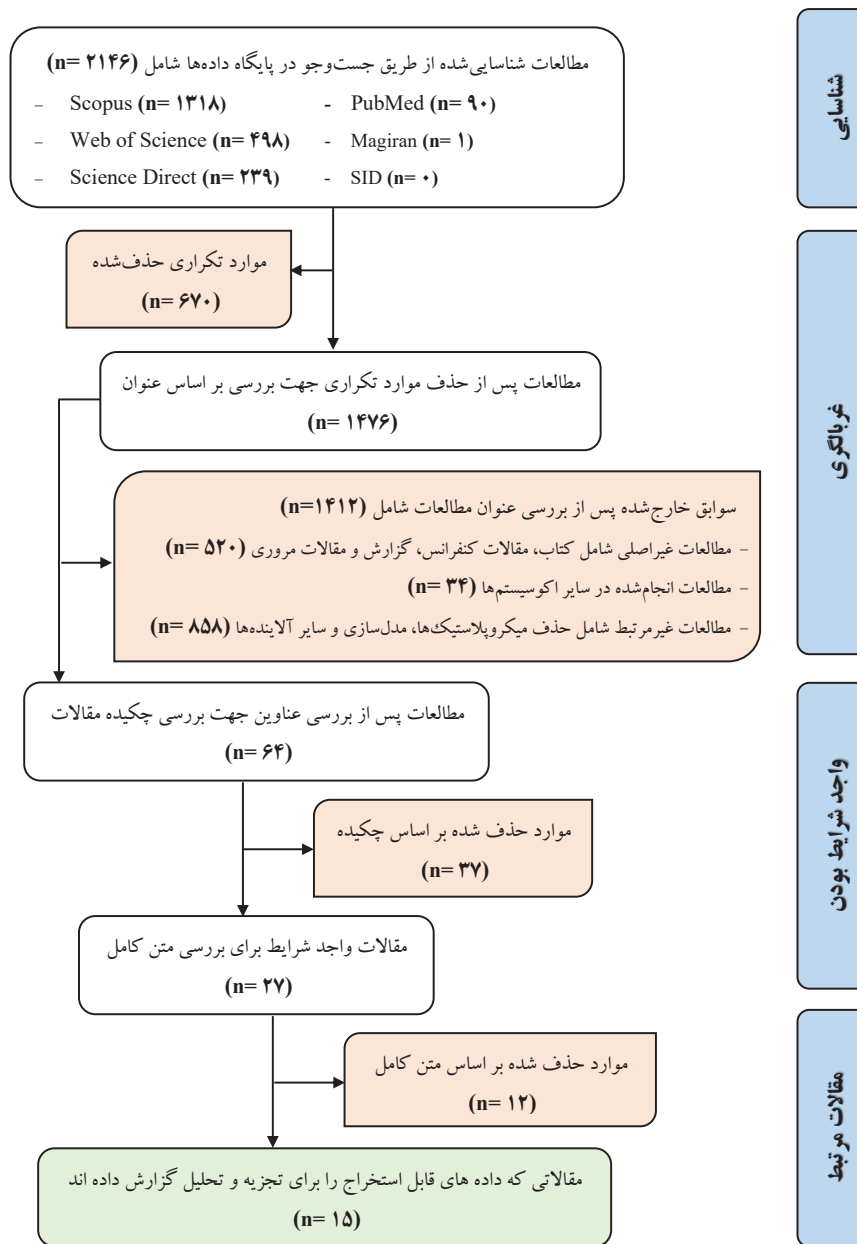 مطالعات شناسایی‌شده از طریق جست‌وجو در پایگاه داده‌ها شامل (n= ۲۱۴۶)
– Scopus (n= ۱۳۱۸) - PubMed (n= ۹۰)
– Web of Science (n= ۴۹۸) - Magiran (n= ۱)
– Science Direct (n= ۲۳۹) - SID (n= ۰)
شناسایی
موارد تکراری حذف‌شده
(n= ۶۷۰)
مطالعات پس از حذف موارد تکراری جهت بررسی بر اساس عنوان
(n= ۱۴۷۶)
غربالگری
سوابق خارج‌شده پس از بررسی عنوان مطالعات شامل (n=۱۴۱۲)
– مطالعات غیراصلی شامل کتاب، مقالات کنفرانس، گزارش و مقالات مروری (n= ۵۲۰)
– مطالعات انجام‌شده در سایر اکوسیستم‌ها (n= ۳۴)
– مطالعات غیرمرتبط شامل حذف میکروپلاستیک‌ها، مدل‌سازی و سایر آلاینده‌ها (n= ۸۵۸)
مطالعات پس از بررسی عناوین جهت بررسی چکیده مقالات
(n= ۶۴)
موارد حذف شده بر اساس چکیده
(n= ۳۷)
واجد شرایط بودن
مقالات واجد شرایط برای بررسی متن کامل
(n= ۲۷)
موارد حذف شده بر اساس متن کامل
(n= ۱۲)
مقالات مرتبط
مقالاتی که داده های قابل استخراج را برای تجزیه و تحلیل گزارش داده اند
(n= ۱۵)